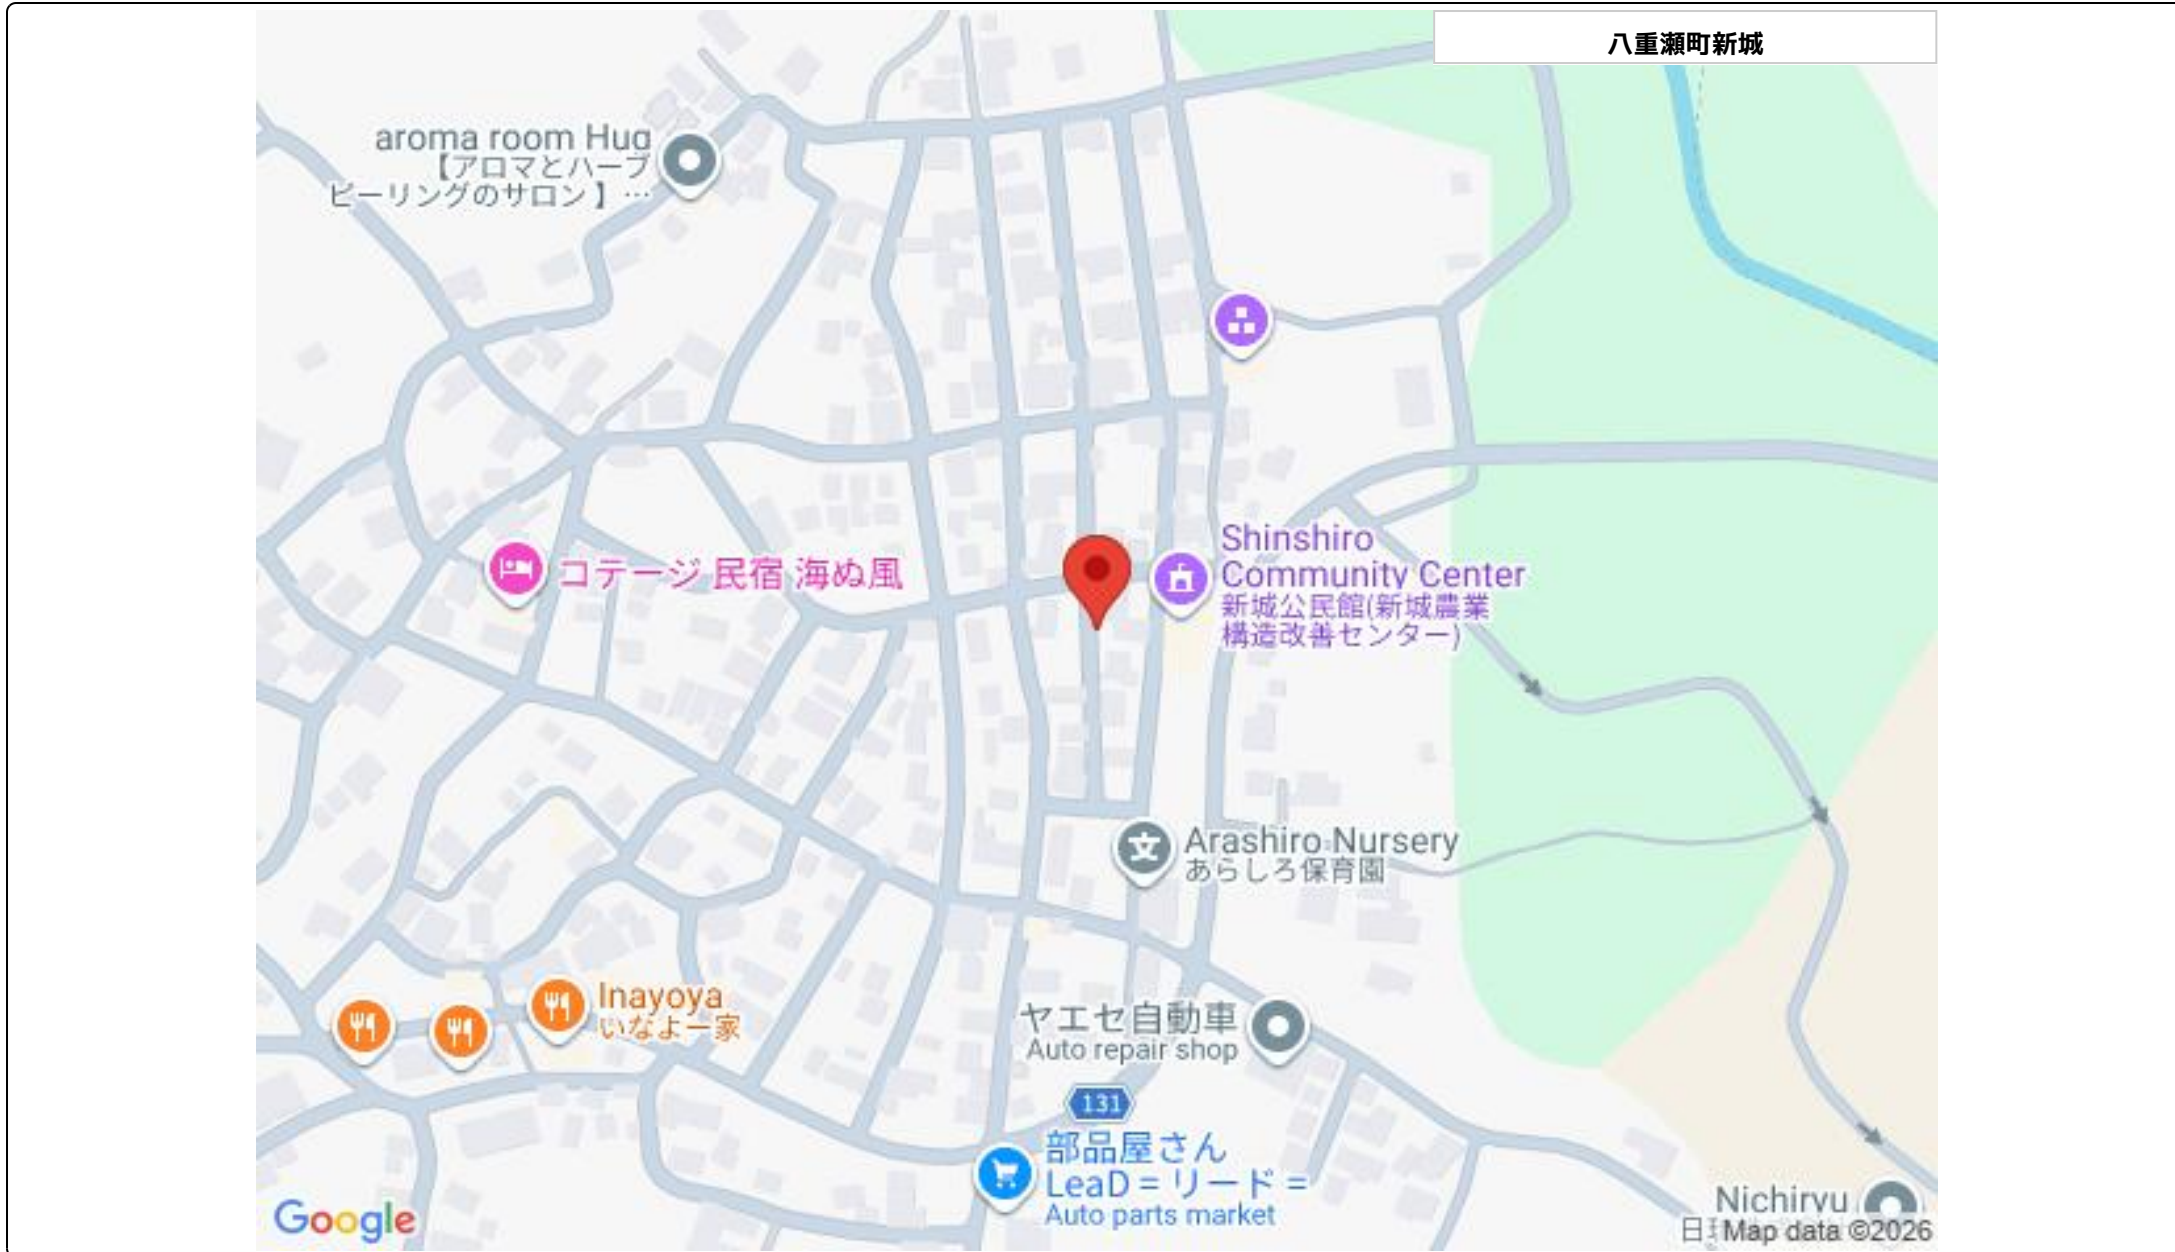 八重瀬町新城
aroma room Hug
【アロマとハーブ
ピーリングのサロン】…
Shinshiro
Community Center
新城公民館(新城農業
構造改善センター)
コテージ 民宿 海ぬ風
Arashiro Nursery
あらしろ保育園
Inayoya
いなよー家
ヤエセ自動車
Auto repair shop
131
部品屋さん
LeaD = リード =
Auto parts market
Nichiryu
日
Google
Map data ©2026